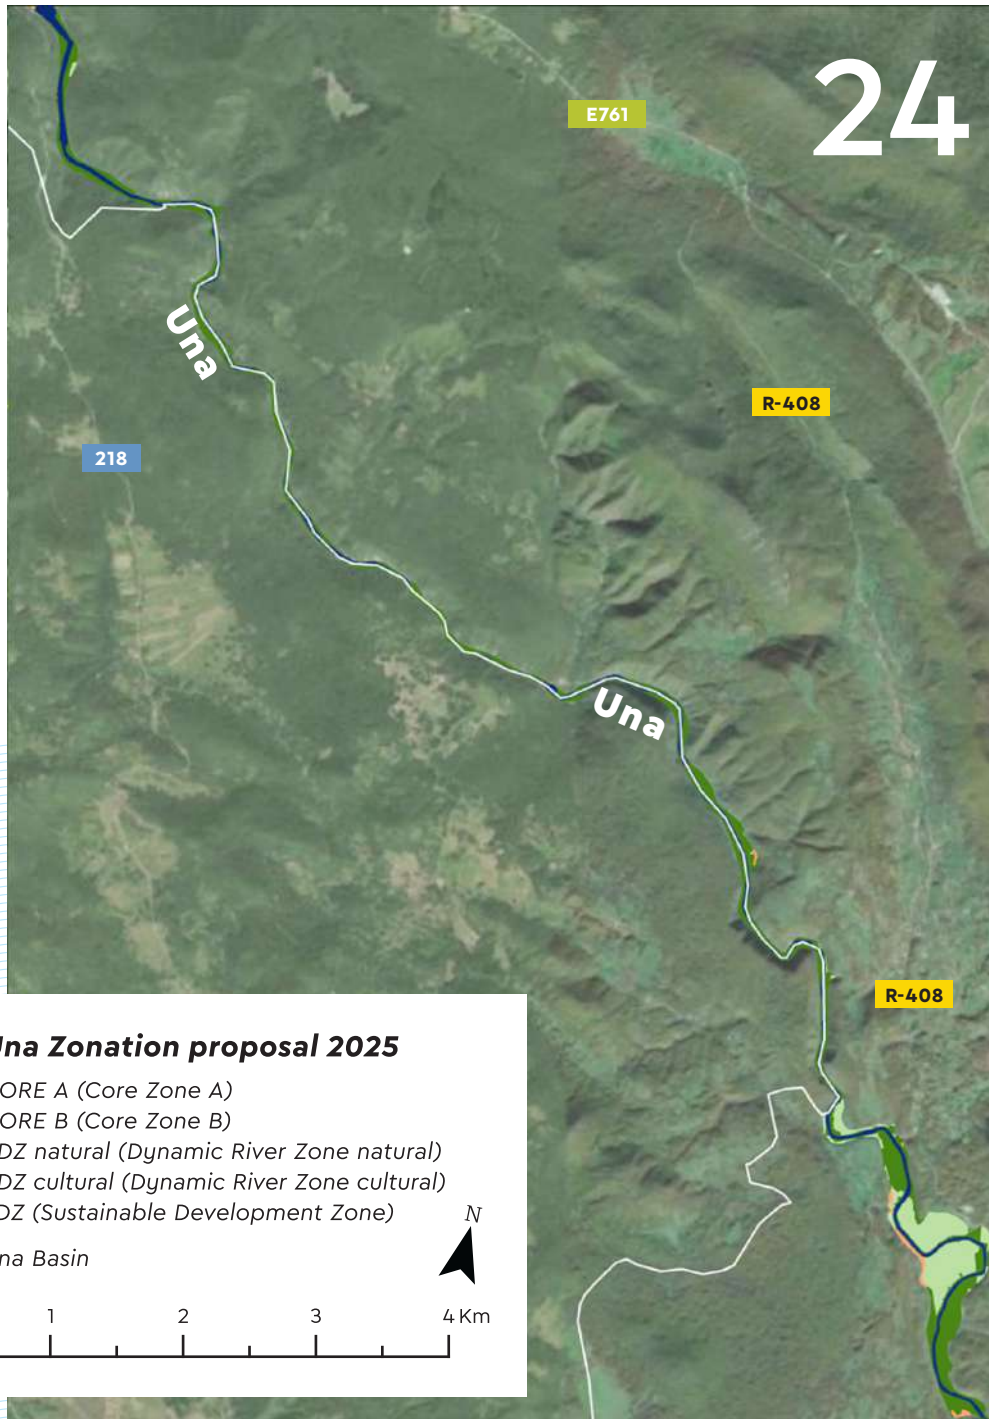 24
E761
Una
R-408
218
Una
R-408
na Zonation proposal 2025
ORE A (Core Zone A)
ORE B (Core Zone B)
DZ natural (Dynamic River Zone natural)
DZ cultural (Dynamic River Zone cultural)
DZ (Sustainable Development Zone)
N
na Basin
1 2 3 4 Km